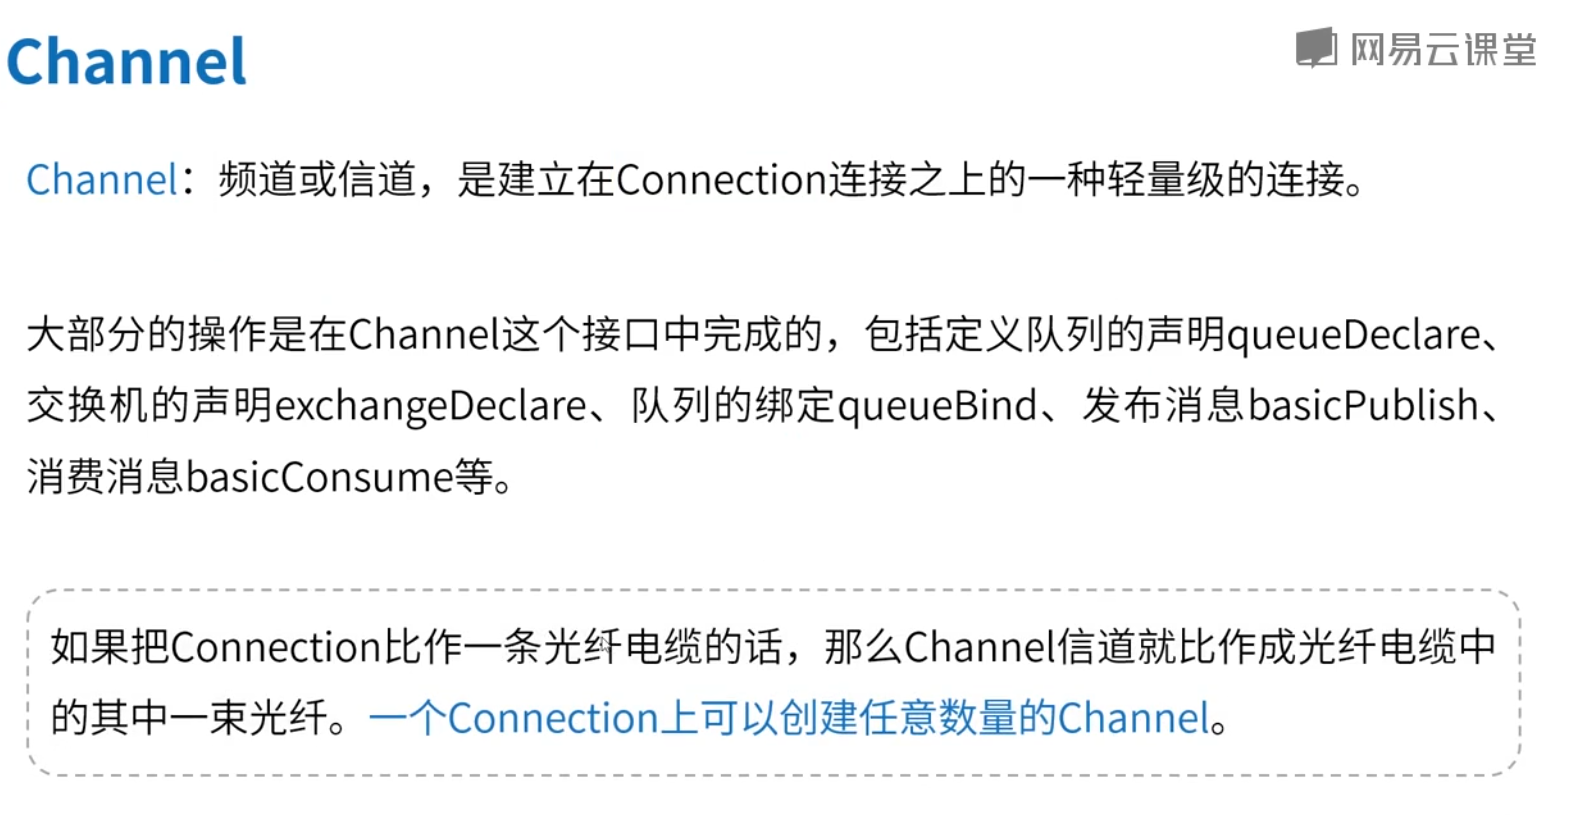 Channel
网易云课堂
Channel：频道或信道，是建立在Connection连接之上的一种轻量级的连接。
大部分的操作是在Channel这个接口中完成的，包括定义队列的声明queueDeclare、
交换机的声明exchangeDeclare、队列的绑定queueBind、发布消息basicPublish、
消费消息basicConsume等。
如果把Connection比作一条光纤电缆的话，那么Channel信道就比作成光纤电缆中
的其中一束光纤。一个Connection上可以创建任意数量的Channel。